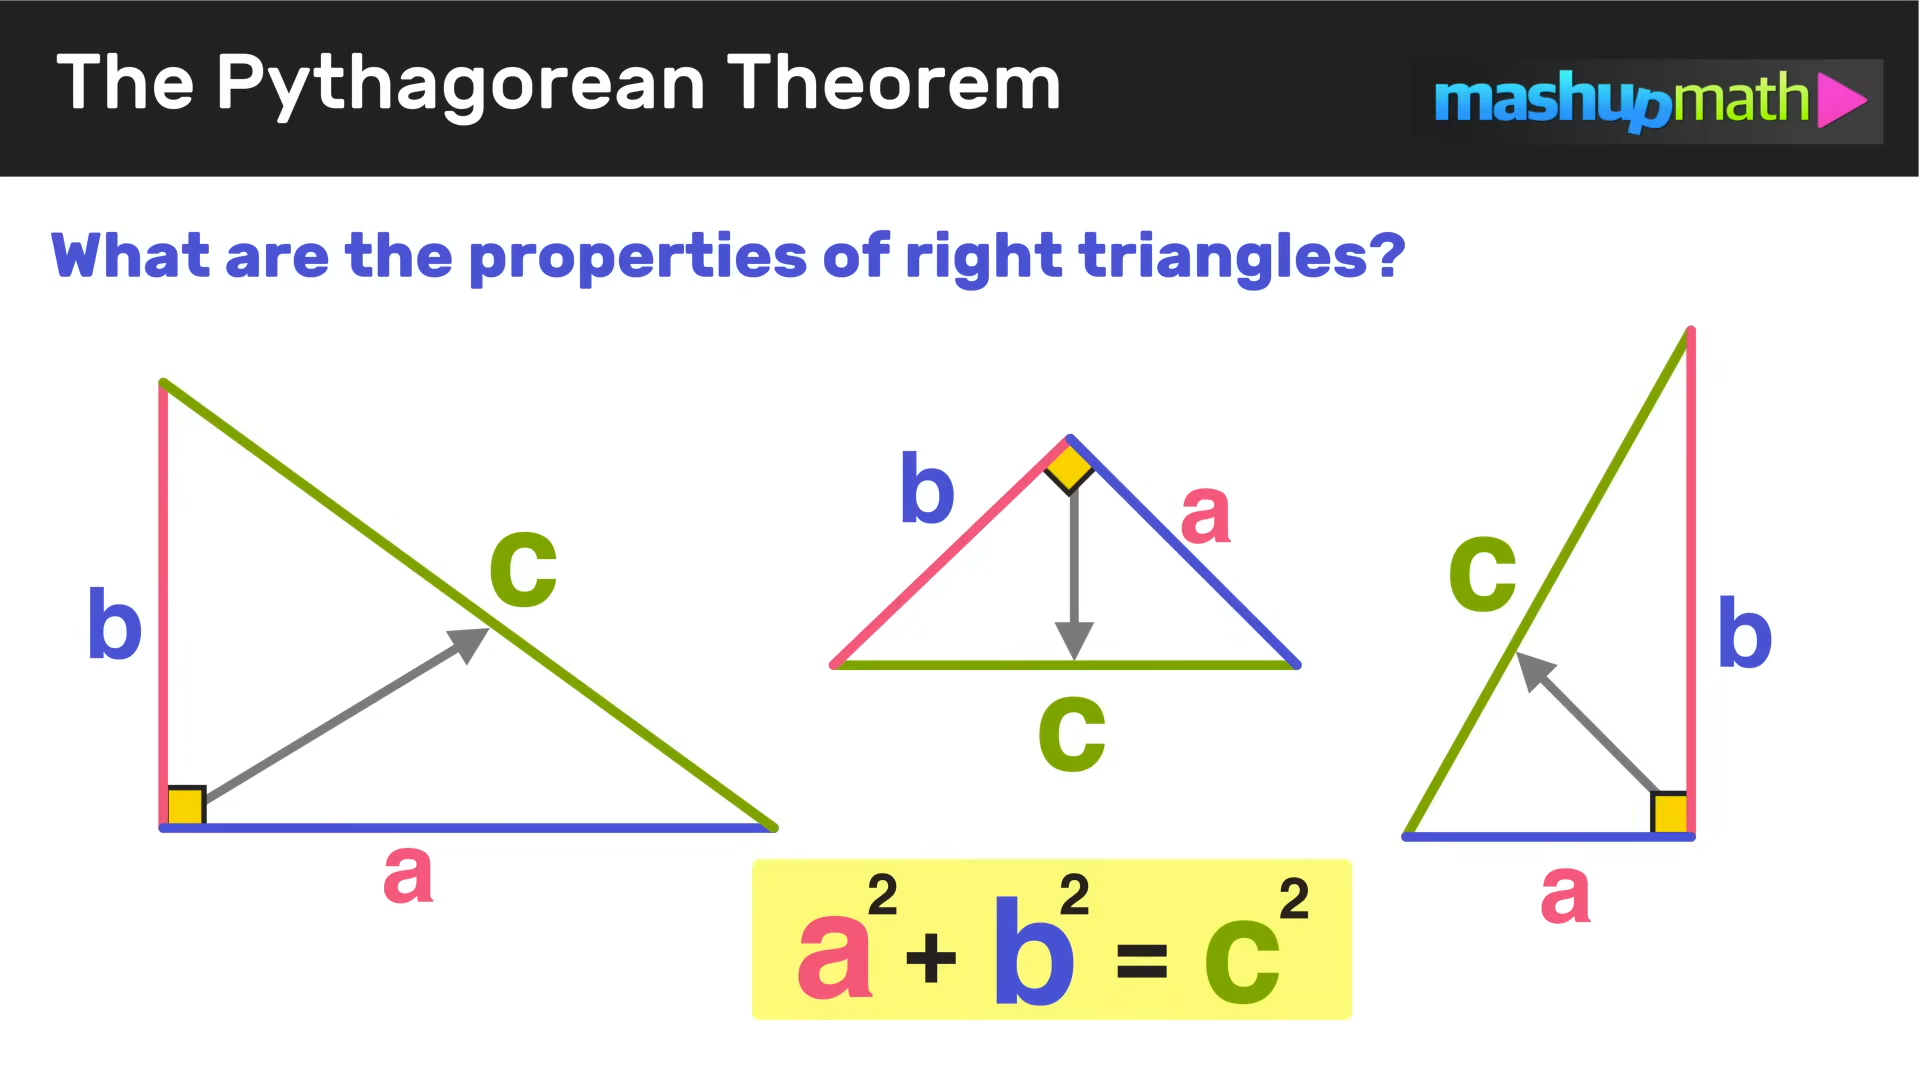 The Pythagorean Theorem
mashupmath
What are the properties of right triangles?
b
c
a
b
a
c
c
b
a
a² + b² = c²